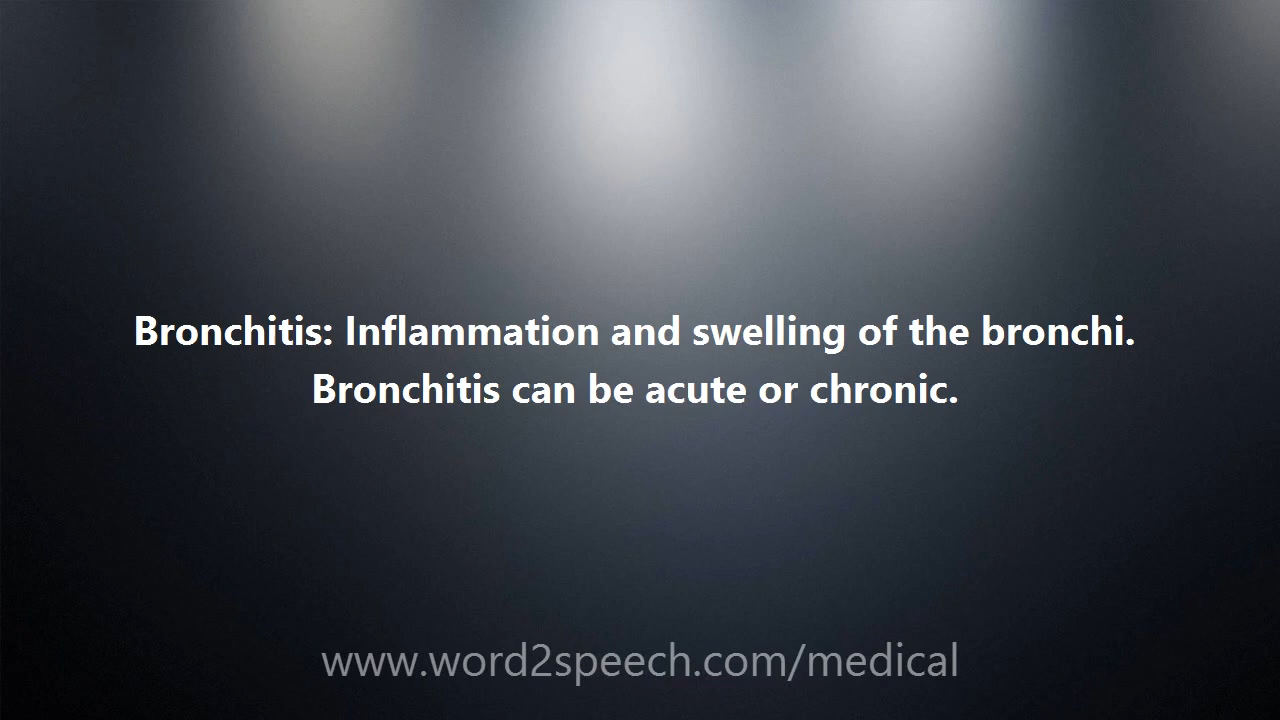 Bronchitis: Inflammation and swelling of the bronchi.
Bronchitis can be acute or chronic.
www.word2speech.com/medical